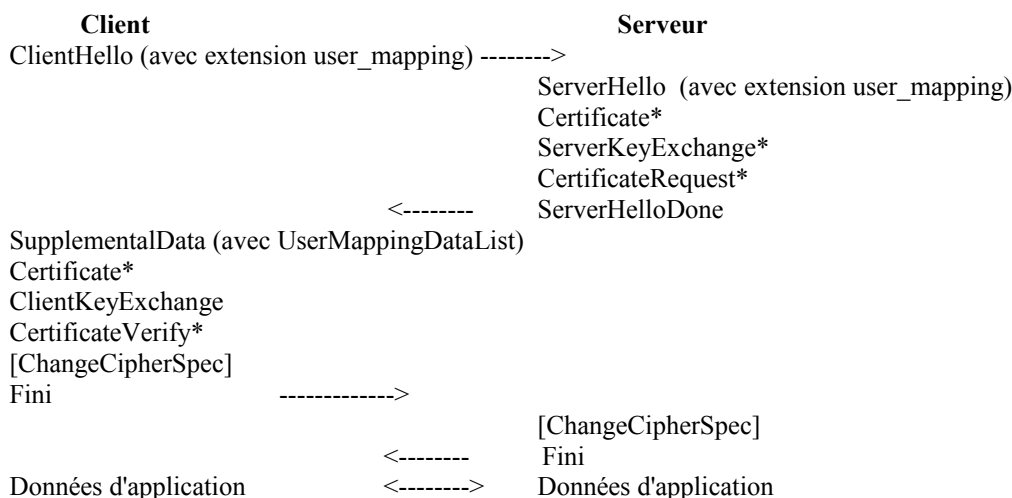 Client Serveur
ClientHello (avec extension user_mapping) -------->
ServerHello (avec extension user_mapping)
Certificate*
ServerKeyExchange*
CertificateRequest*
<-------- ServerHelloDone
SupplementalData (avec UserMappingDataList)
Certificate*
ClientKeyExchange
CertificateVerify*
[ChangeCipherSpec]
Fini ------------->
[ChangeCipherSpec]
<-------- Fini
Données d'application <--------> Données d'application